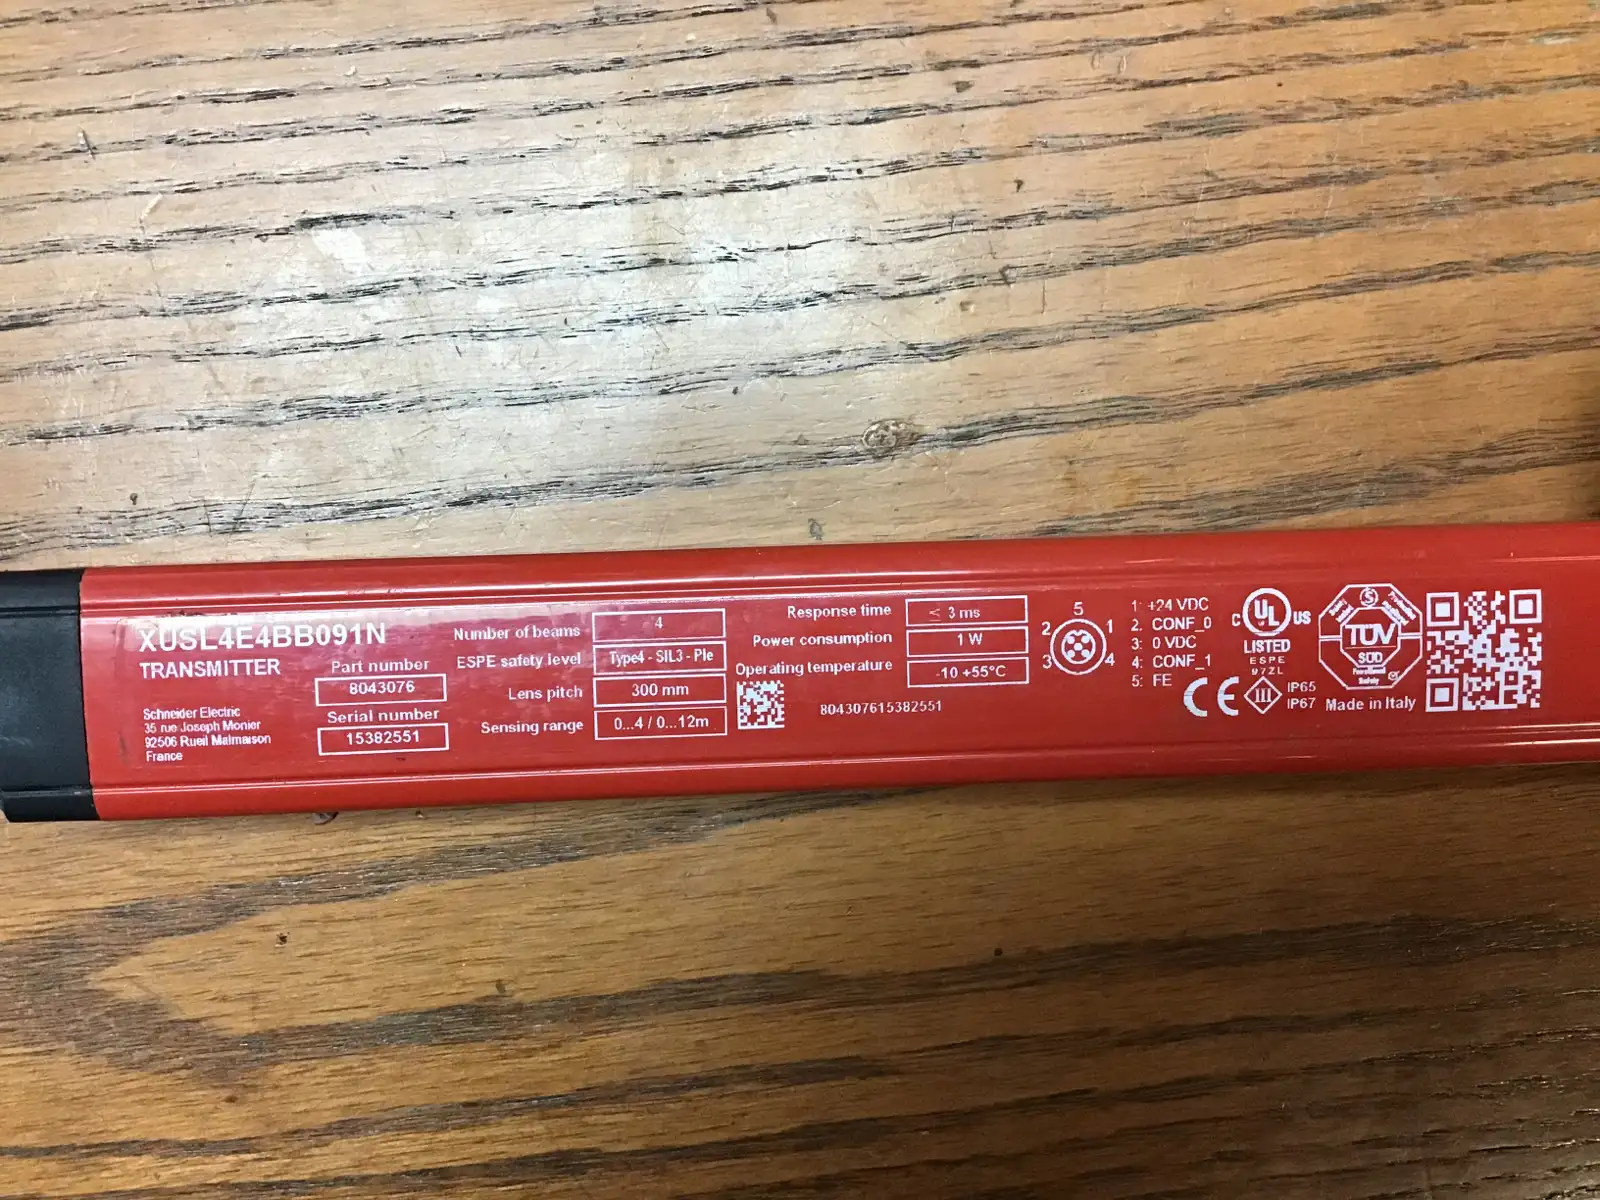 XUSL4E4BB091N
TRANSMITTER
Schneider Electric
35 rue Joseph Monier
92506 Rueil Malmaison
France
Part number
8043076
Serial number
15382551
Number of beams 4
ESPE safety level Type4 - SIL3 - Ple
Lens pitch 300 mm
Sensing range 0...4 / 0...12m
Response time ≤ 3 ms
Power consumption 1 W
Operating temperature -10 +55°C
804307615382551
5
2 1
3 4
1: +24 VDC
2. CONF_0
3: 0 VDC
4: CONF_1
5: FE
C UL US
LISTED
ESPE
97ZL
CE III IP65
IP67
S
TÜV
SÜD
Safety
Made in Italy